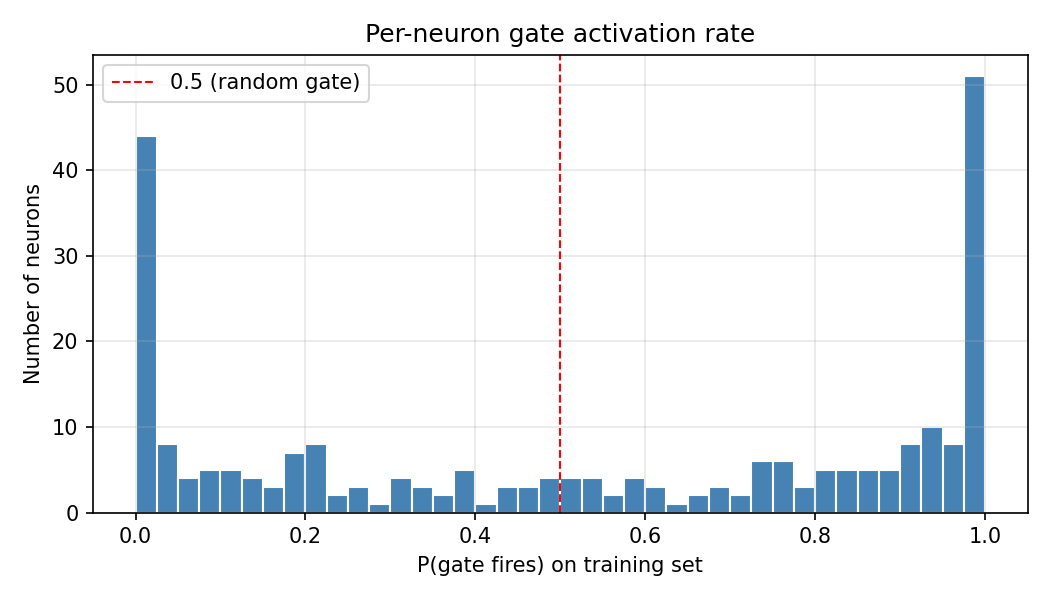 Per-neuron gate activation rate
0.5 (random gate)
Number of neurons
50
40
30
20
10
0
0.0 0.2 0.4 0.6 0.8 1.0
P(gate fires) on training set